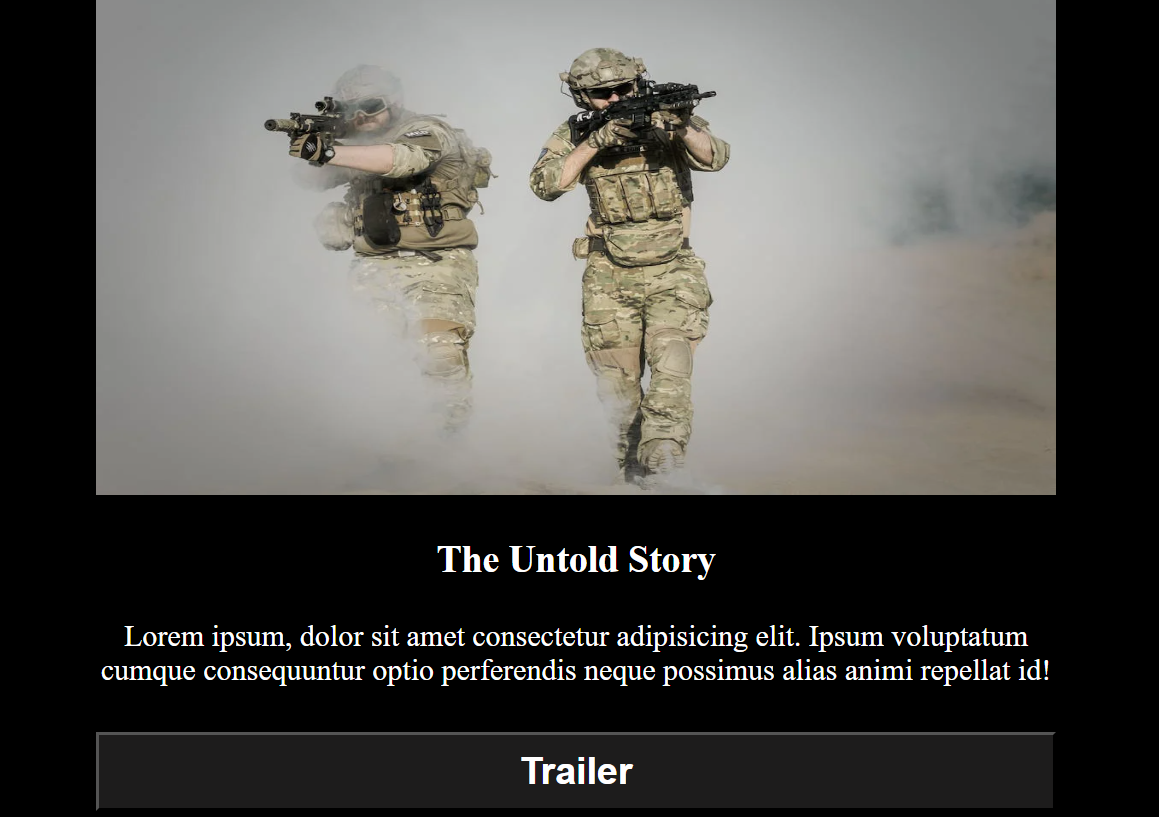 The Untold Story
Lorem ipsum, dolor sit amet consectetur adipisicing elit. Ipsum voluptatum
cumque consequuntur optio perferendis neque possimus alias animi repellat id!
Trailer